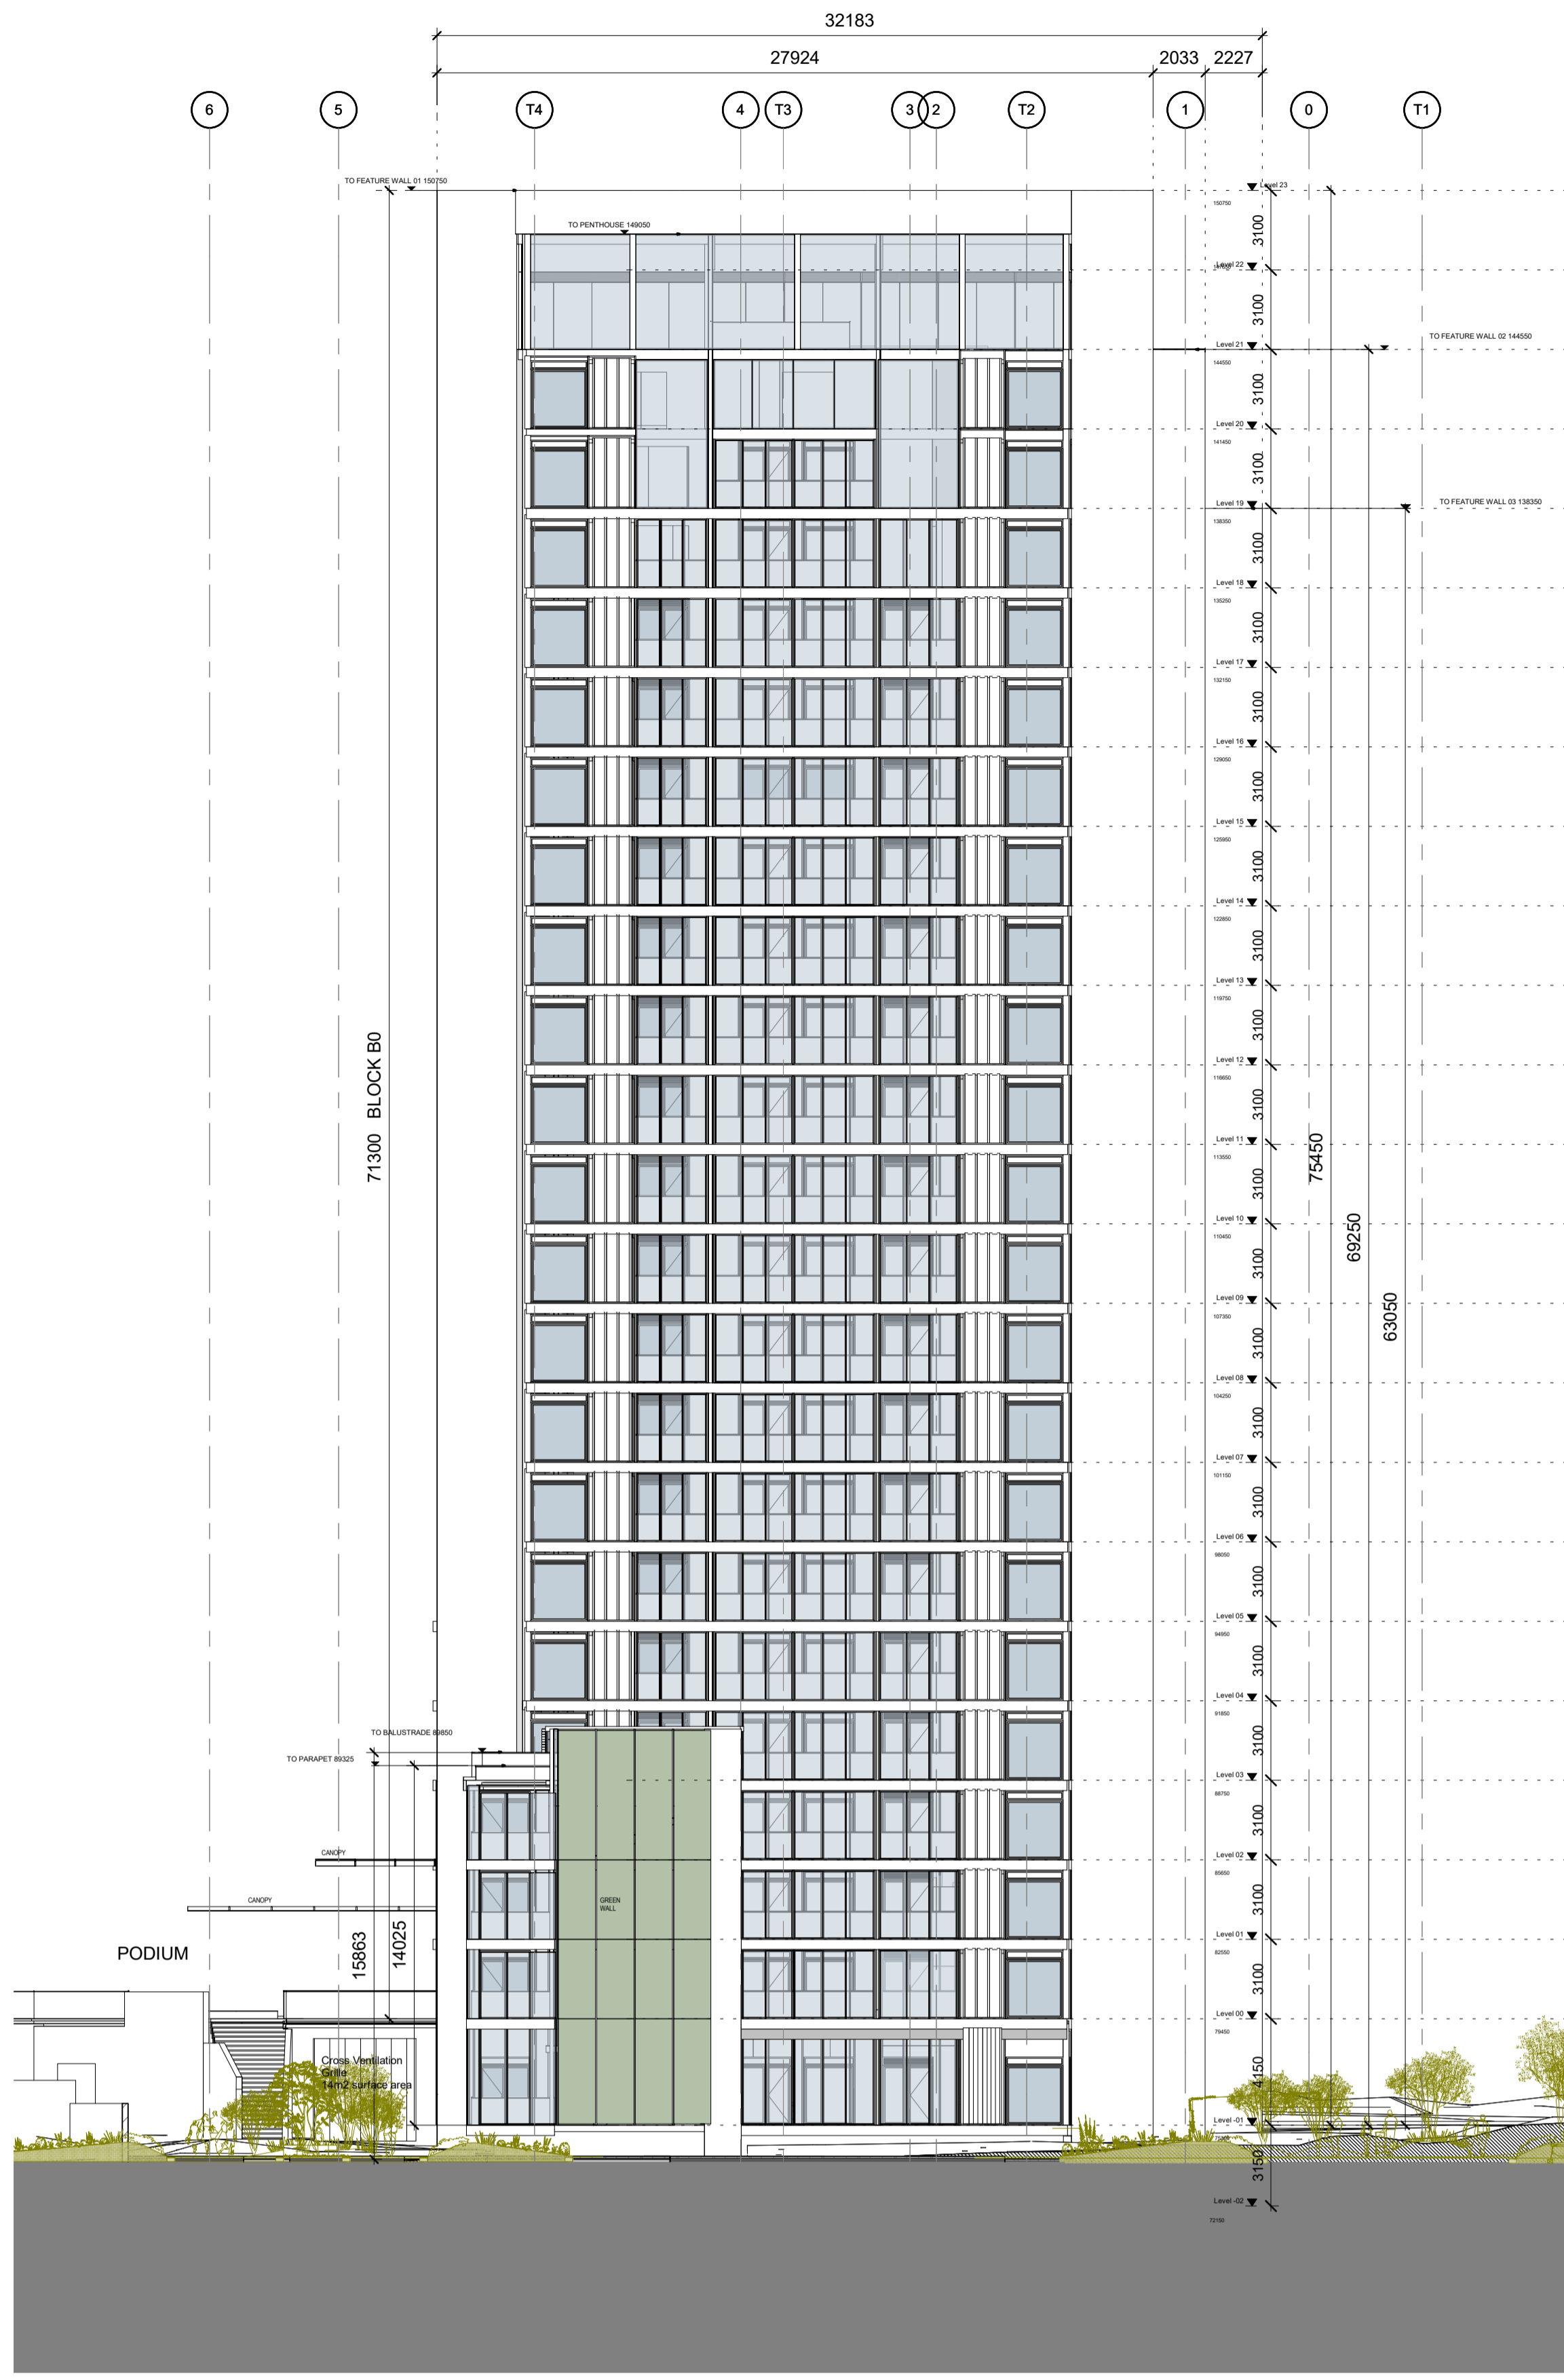 32183
27924 2033 2227
6 5 T4 4 T3 3 2 T2 1 0 T1
TO FEATURE WALL 01 150750
Level 23
150750
3100
TO PENTHOUSE 149050
Level 22
3100
TO FEATURE WALL 02 144550
Level 21
144550
3100
Level 20
141450
3100
TO FEATURE WALL 03 138350
Level 19
138350
3100
Level 18
135250
3100
Level 17
132150
3100
Level 16
129050
3100
Level 15
125950
3100
Level 14
122850
3100
Level 13
119750
3100
Level 12
116650
3100
Level 11
113550
3100
Level 10
110450
3100
Level 09
107350
3100
Level 08
104250
3100
Level 07
101150
3100
Level 06
98050
3100
Level 05
94950
3100
Level 04
91850
3100
Level 03
88750
3100
Level 02
85650
3100
Level 01
82550
3100
Level 00
79450
4150
Level -01
3150
Level -02
72150
71300 BLOCK B0
75450
69250
63050
TO BALUSTRADE 89850
TO PARAPET 89325
CANOPY
CANOPY
GREEN
WALL
15863
14025
PODIUM
Cross Ventilation
Grille
14m2 surface area